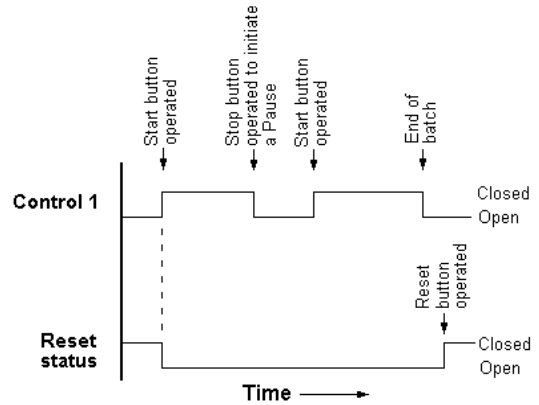 Start button
operated
Stop button
operated to initiate
a Pause
Start button
operated
End of
batch
Control 1
Closed
Open
Reset
button
operated
Reset
status
Closed
Open
Time